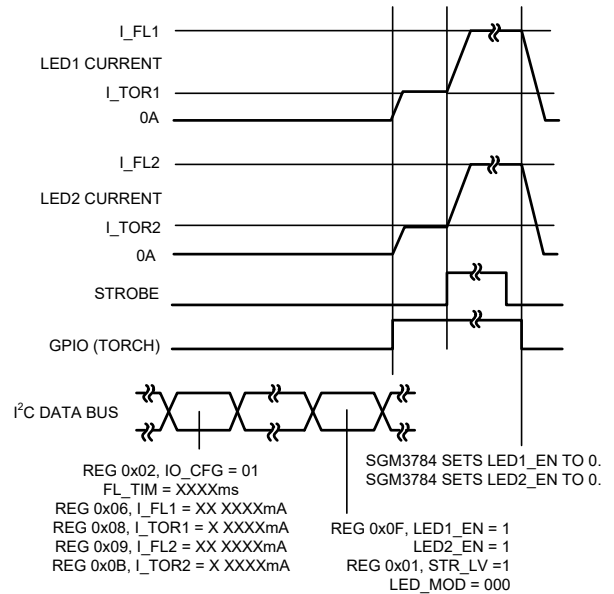 I_FL1
LED1 CURRENT
I_TOR1
0A
I_FL2
LED2 CURRENT
I_TOR2
0A
STROBE
GPIO (TORCH)
I²C DATA BUS
SGM3784 SETS LED1_EN TO 0.
SGM3784 SETS LED2_EN TO 0.
REG 0x02, IO_CFG = 01
FL_TIM = XXXXms
REG 0x06, I_FL1 = XX XXXXmA
REG 0x08, I_TOR1 = X XXXXmA
REG 0x09, I_FL2 = XX XXXXmA
REG 0x0B, I_TOR2 = X XXXXmA
REG 0x0F, LED1_EN = 1
LED2_EN = 1
REG 0x01, STR_LV =1
LED_MOD = 000